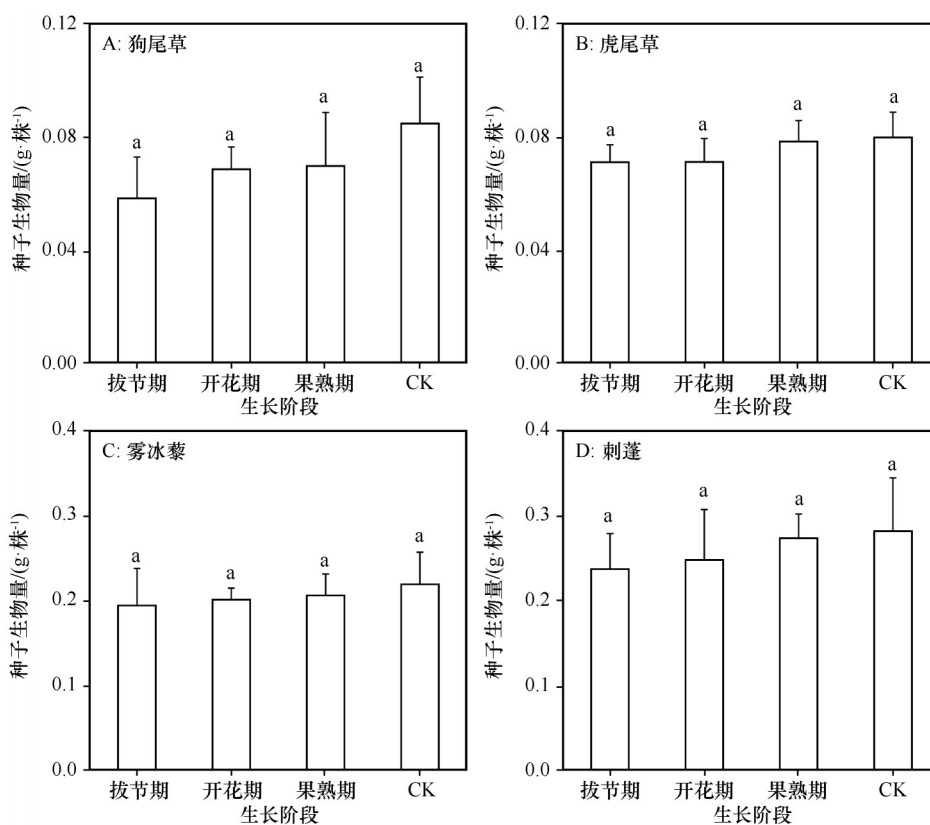 0.12
A: 狗尾草
a
a
a
a
0.08
0.04
0.00
种子生物量/(g·株⁻¹)
拔节期 开花期 果熟期 CK
生长阶段
0.12
B: 虎尾草
a
a
a
a
0.08
0.04
0.00
种子生物量/(g·株⁻¹)
拔节期 开花期 果熟期 CK
生长阶段
0.4
C: 雾冰藜
a
a
a
a
0.3
0.2
0.1
0.0
种子生物量/(g·株⁻¹)
拔节期 开花期 果熟期 CK
生长阶段
0.4
D: 刺蓬
a
a
a
a
0.3
0.2
0.1
0.0
种子生物量/(g·株⁻¹)
拔节期 开花期 果熟期 CK
生长阶段